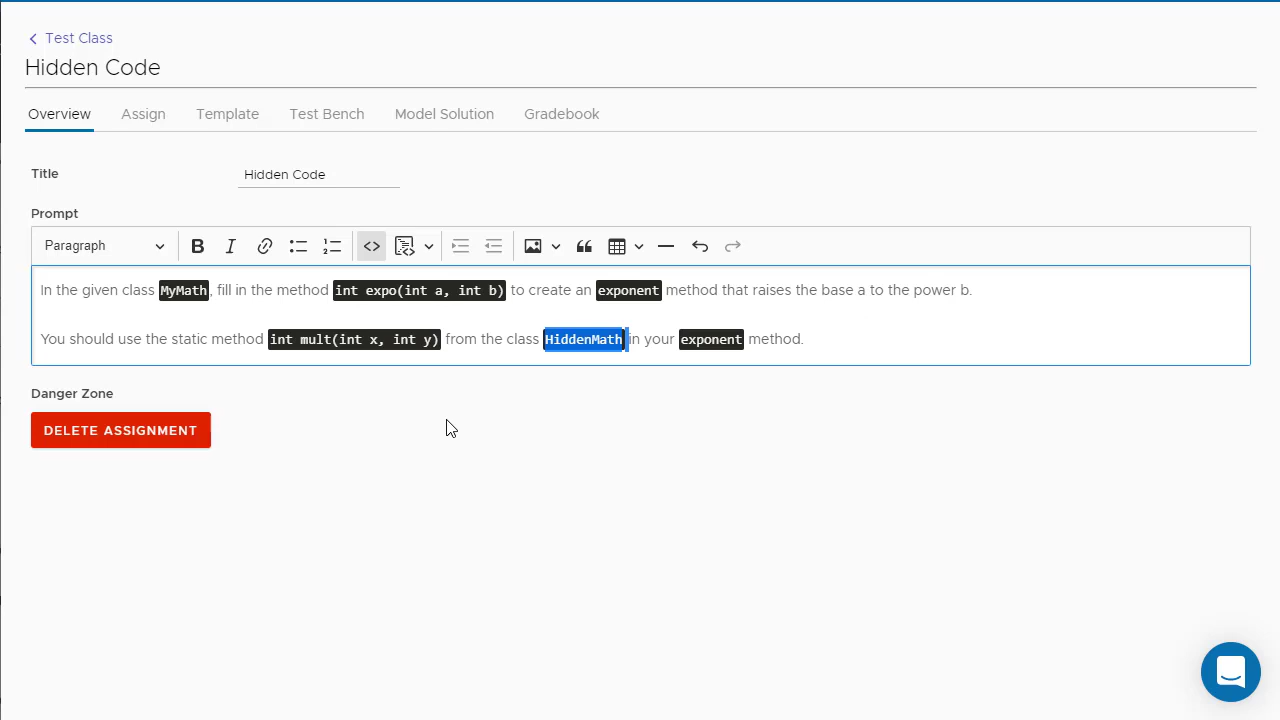 Test Class
Hidden Code
Overview Assign Template Test Bench Model Solution Gradebook
Title Hidden Code
Prompt
Paragraph
In the given class MyMath, fill in the method int expo(int a, int b) to create an exponent method that raises the base a to the power b.
You should use the static method int mult(int x, int y) from the class HiddenMath in your exponent method.
Danger Zone
DELETE ASSIGNMENT